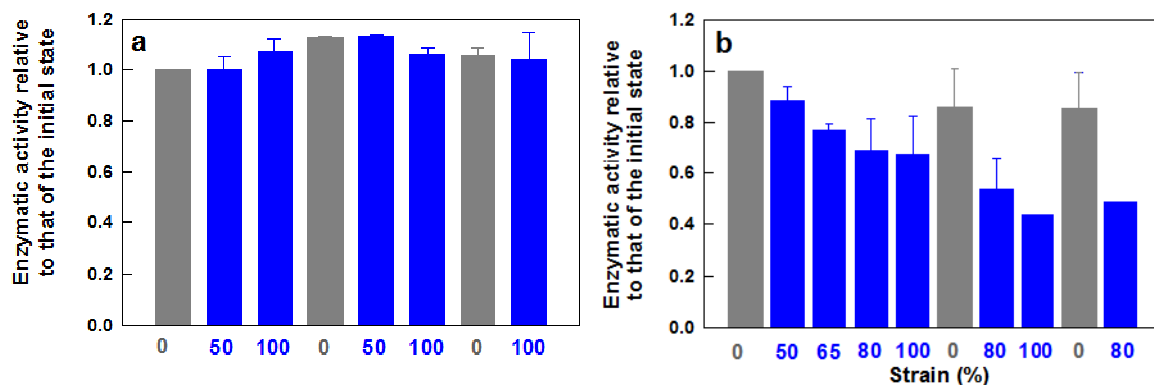 Enzymatic activity relative
to that of the initial state
a
1.2
1.0
0.8
0.6
0.4
0.2
0.0
0 50 100 0 50 100 0 100
Enzymatic activity relative
to that of the initial state
b
1.2
1.0
0.8
0.6
0.4
0.2
0.0
0 50 65 80 100 0 80 100 0 80
Strain (%)